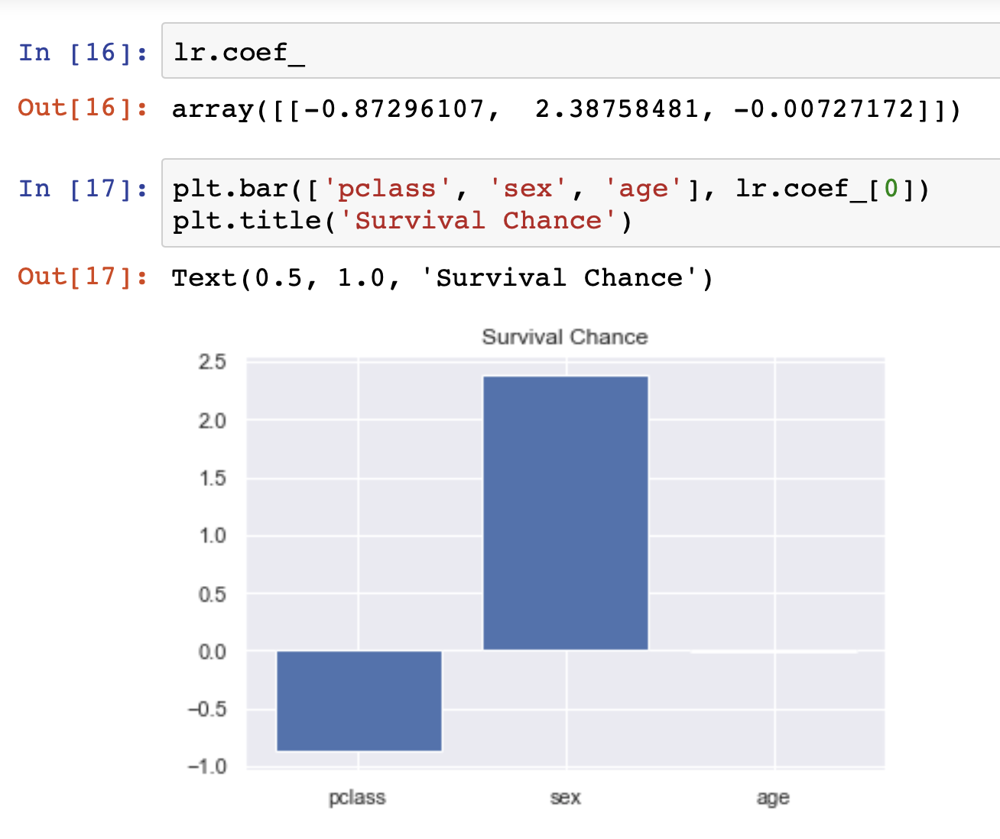 In [16]: lr.coef_
Out[16]: array([[-0.87296107,  2.38758481, -0.00727172]])
In [17]: plt.bar(['pclass', 'sex', 'age'], lr.coef_[0])
plt.title('Survival Chance')
Out[17]: Text(0.5, 1.0, 'Survival Chance')
Survival Chance
2.5
2.0
1.5
1.0
0.5
0.0
−0.5
−1.0
pclass sex age